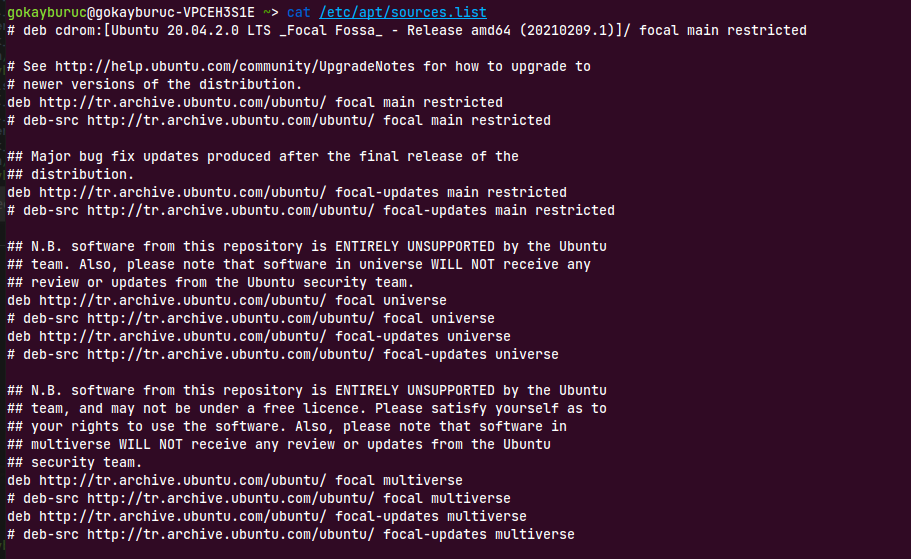 gokayburuc@gokayburuc-VPCEH3S1E ~> cat /etc/apt/sources.list
# deb cdrom:[Ubuntu 20.04.2.0 LTS _Focal Fossa_ - Release amd64 (20210209.1)]/ focal main restricted
# See http://help.ubuntu.com/community/UpgradeNotes for how to upgrade to
# newer versions of the distribution.
deb http://tr.archive.ubuntu.com/ubuntu/ focal main restricted
# deb-src http://tr.archive.ubuntu.com/ubuntu/ focal main restricted
## Major bug fix updates produced after the final release of the
## distribution.
deb http://tr.archive.ubuntu.com/ubuntu/ focal-updates main restricted
# deb-src http://tr.archive.ubuntu.com/ubuntu/ focal-updates main restricted
## N.B. software from this repository is ENTIRELY UNSUPPORTED by the Ubuntu
## team. Also, please note that software in universe WILL NOT receive any
## review or updates from the Ubuntu security team.
deb http://tr.archive.ubuntu.com/ubuntu/ focal universe
# deb-src http://tr.archive.ubuntu.com/ubuntu/ focal universe
deb http://tr.archive.ubuntu.com/ubuntu/ focal-updates universe
# deb-src http://tr.archive.ubuntu.com/ubuntu/ focal-updates universe
## N.B. software from this repository is ENTIRELY UNSUPPORTED by the Ubuntu
## team, and may not be under a free licence. Please satisfy yourself as to
## your rights to use the software. Also, please note that software in
## multiverse WILL NOT receive any review or updates from the Ubuntu
## security team.
deb http://tr.archive.ubuntu.com/ubuntu/ focal multiverse
# deb-src http://tr.archive.ubuntu.com/ubuntu/ focal multiverse
deb http://tr.archive.ubuntu.com/ubuntu/ focal-updates multiverse
# deb-src http://tr.archive.ubuntu.com/ubuntu/ focal-updates multiverse